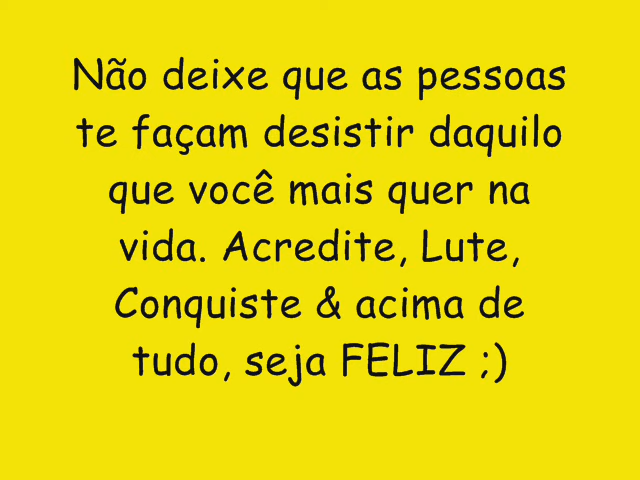 Não deixe que as pessoas
te façam desistir daquilo
que você mais quer na
vida. Acredite, Lute,
Conquiste & acima de
tudo, seja FELIZ ;)